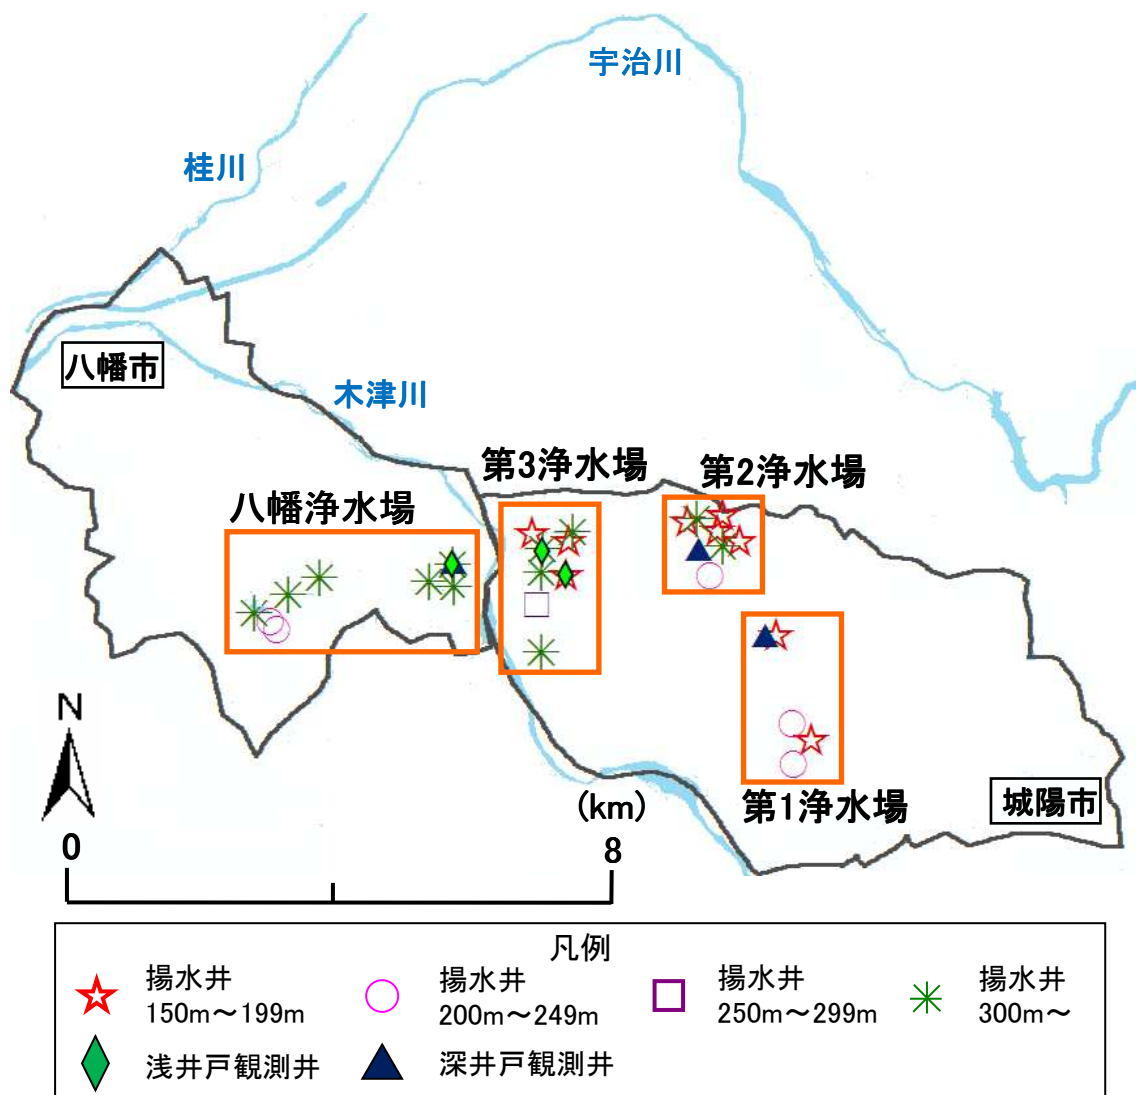 宇治川
桂川
八幡市
木津川
第3浄水場
第2浄水場
八幡浄水場
N
第1浄水場
城陽市
(km)
0
8
凡例
揚水井
150m～199m
揚水井
200m～249m
揚水井
250m～299m
揚水井
300m～
浅井戸観測井
深井戸観測井